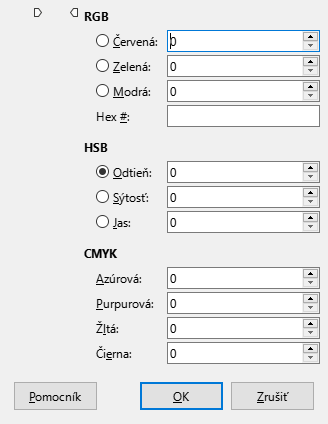 RGB
Červená: 0
Zelená: 0
Modrá: 0
Hex #:
HSB
Odtieň: 0
Sýtosť: 0
Jas: 0
CMYK
Azúrová: 0
Purpurová: 0
Žltá: 0
Čierna: 0
Pomocník OK Zrušiť